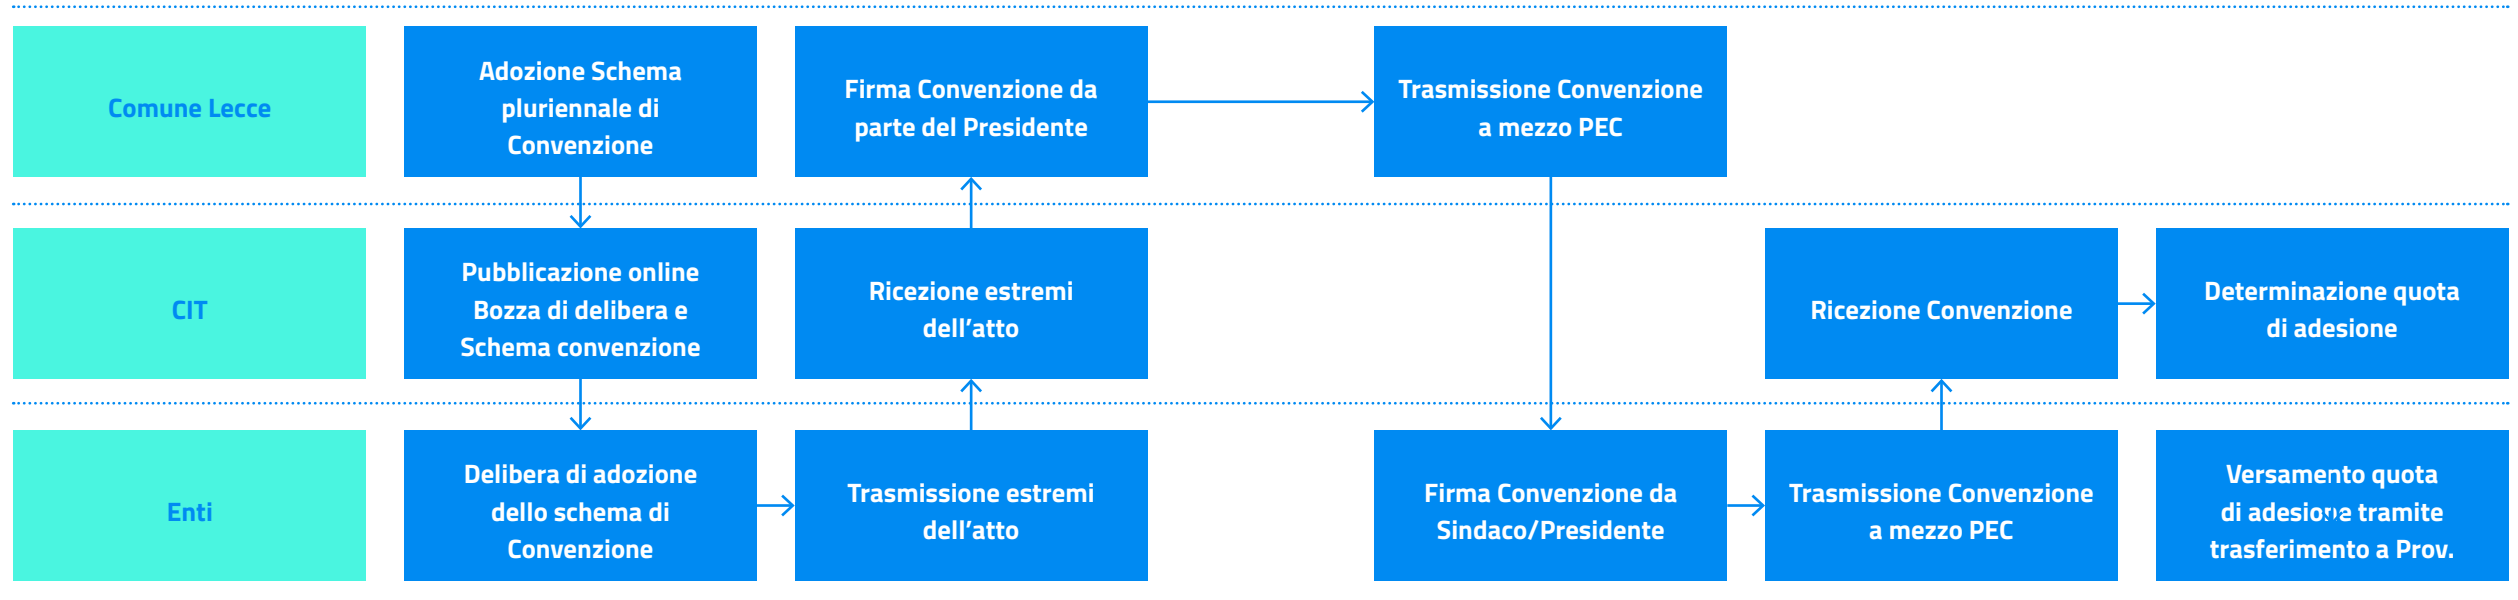 Comune Lecce
Adozione Schema
pluriennale di
Convenzione
Firma Convenzione da
parte del Presidente
Trasmissione Convenzione
a mezzo PEC
CIT
Pubblicazione online
Bozza di delibera e
Schema convenzione
Ricezione estremi
dell’atto
Ricezione Convenzione
Determinazione quota
di adesione
Enti
Delibera di adozione
dello schema di
Convenzione
Trasmissione estremi
dell’atto
Firma Convenzione da
Sindaco/Presidente
Trasmissione Convenzione
a mezzo PEC
Versamento quota
di adesione tramite
trasferimento a Prov.